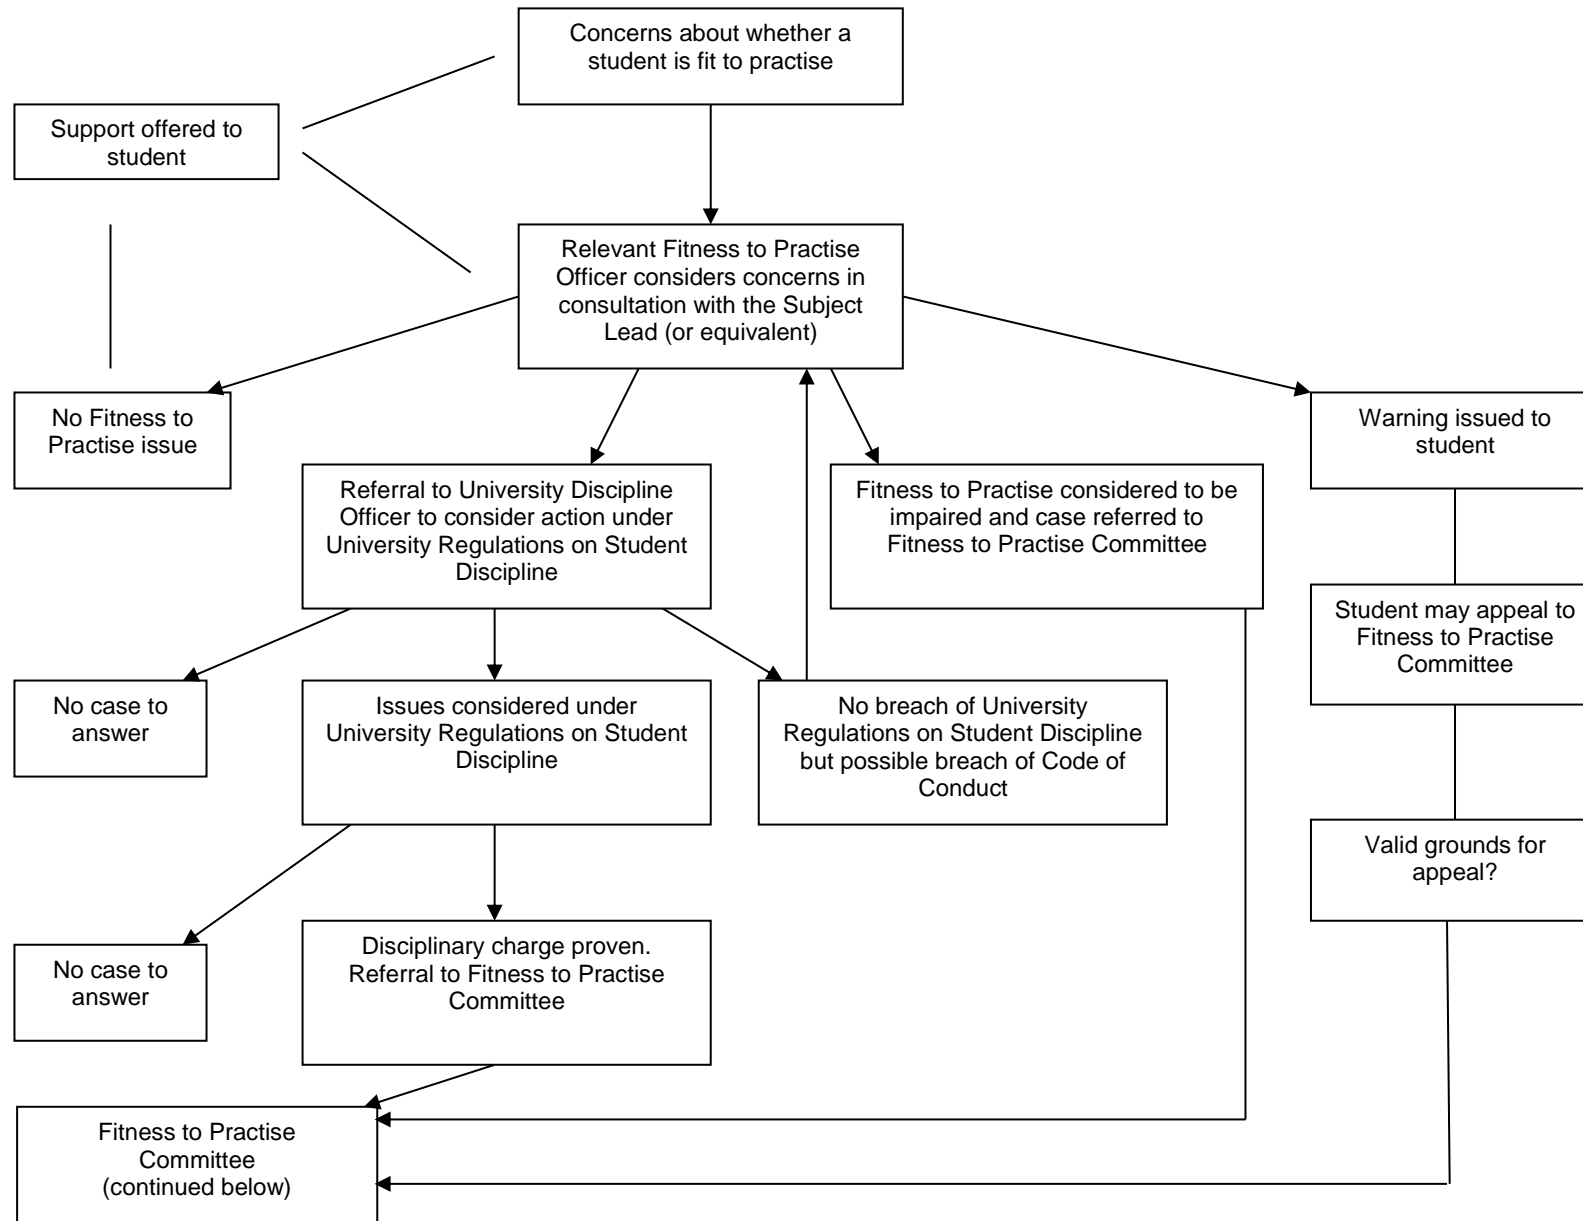 Concerns about whether a
student is fit to practise
Support offered to
student
Relevant Fitness to Practise
Officer considers concerns in
consultation with the Subject
Lead (or equivalent)
No Fitness to
Practise issue
Warning issued to
student
Referral to University Discipline
Officer to consider action under
University Regulations on Student
Discipline
Fitness to Practise considered to be
impaired and case referred to
Fitness to Practise Committee
Student may appeal to
Fitness to Practise
Committee
No case to
answer
Issues considered under
University Regulations on Student
Discipline
No breach of University
Regulations on Student Discipline
but possible breach of Code of
Conduct
Valid grounds for
appeal?
No case to
answer
Disciplinary charge proven.
Referral to Fitness to Practise
Committee
Fitness to Practise
Committee
(continued below)